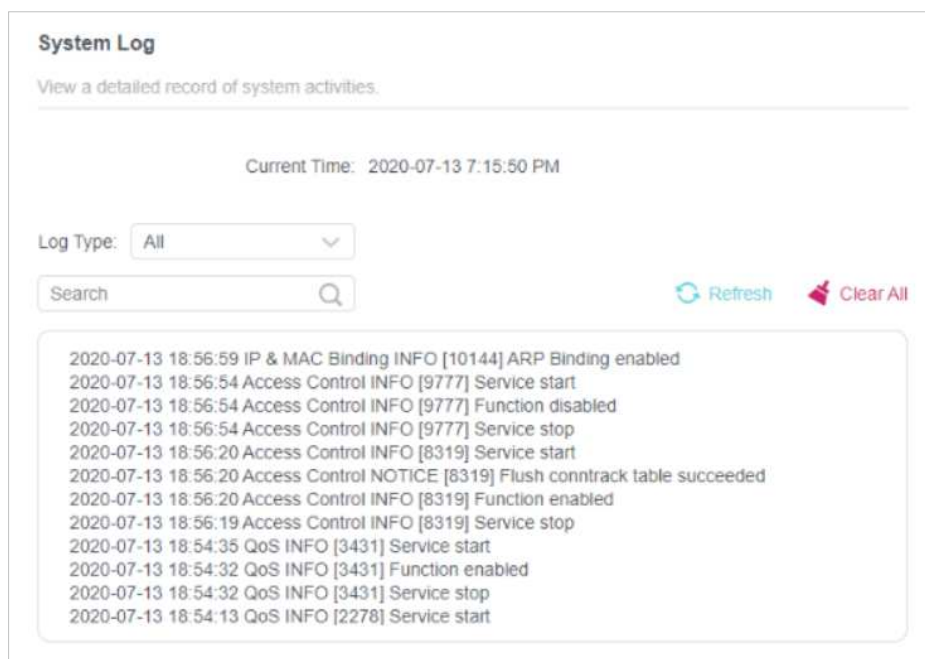 System Log
View a detailed record of system activities.
Current Time: 2020-07-13 7:15:50 PM
Log Type: All
Search
Refresh
Clear All
2020-07-13 18:56:59 IP & MAC Binding INFO [10144] ARP Binding enabled
2020-07-13 18:56:54 Access Control INFO [9777] Service start
2020-07-13 18:56:54 Access Control INFO [9777] Function disabled
2020-07-13 18:56:54 Access Control INFO [9777] Service stop
2020-07-13 18:56:20 Access Control INFO [8319] Service start
2020-07-13 18:56:20 Access Control NOTICE [8319] Flush conntrack table succeeded
2020-07-13 18:56:20 Access Control INFO [8319] Function enabled
2020-07-13 18:56:19 Access Control INFO [8319] Service stop
2020-07-13 18:54:35 QoS INFO [3431] Service start
2020-07-13 18:54:32 QoS INFO [3431] Function enabled
2020-07-13 18:54:32 QoS INFO [3431] Service stop
2020-07-13 18:54:13 QoS INFO [2278] Service start